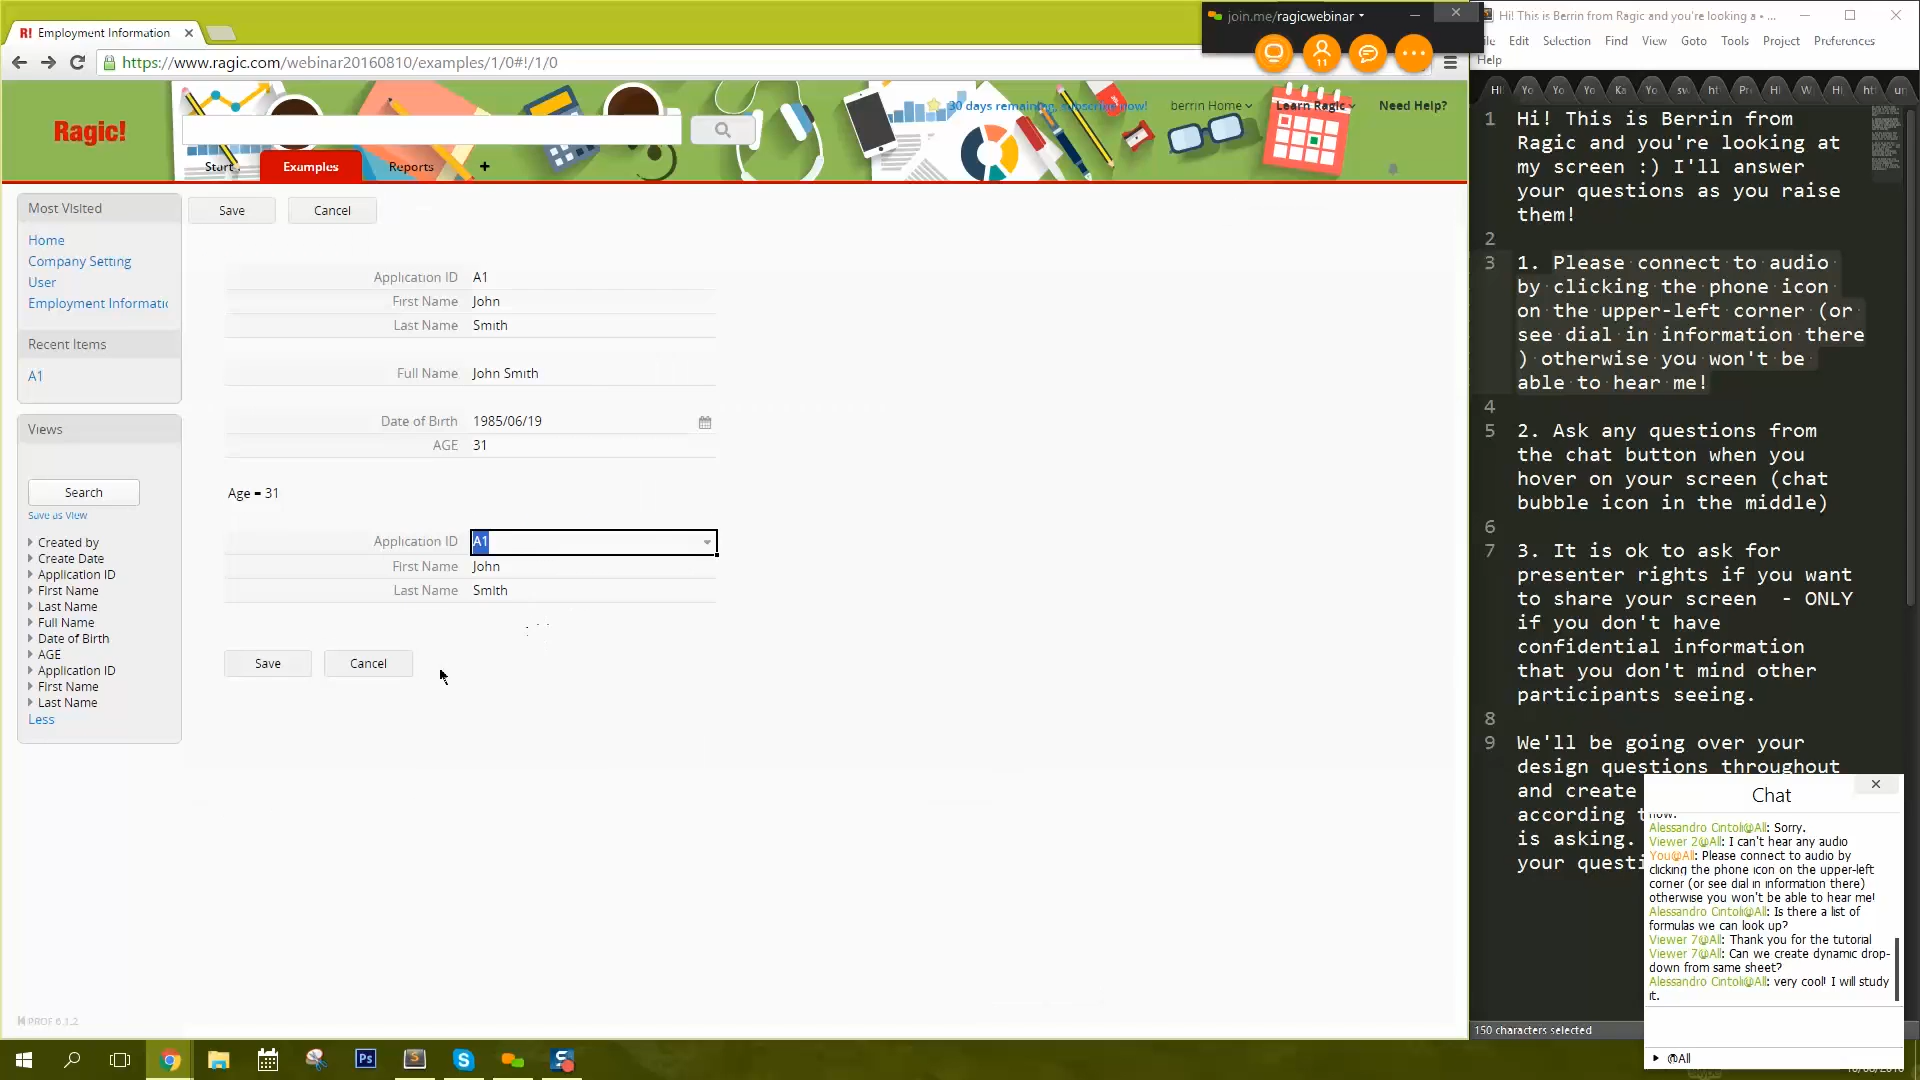 Employment Information
https://www.ragic.com/webinar20160810/examples/1/0#!/1/0
join.me/ragicwebinar
11
Ragic!
30 days remaining, subscribe now!
berrin Home
Learn Ragic
Need Help?
Start
Examples
Reports
+
Most Visited
Home
Company Setting
User
Employment Informatic
Recent Items
A1
Views
Search
Save as View
Created by
Create Date
Application ID
First Name
Last Name
Full Name
Date of Birth
AGE
Application ID
First Name
Last Name
Less
PROF 6.1.2
Save
Cancel
Application ID A1
First Name John
Last Name Smith
Full Name John Smith
Date of Birth 1985/06/19
AGE 31
Age = 31
Application ID A1
First Name John
Last Name Smith
Save
Cancel
Hi! This is Berrin from Ragic and you're looking a • ...
Edit Selection Find View Goto Tools Project Preferences
Help
1 Hi! This is Berrin from
Ragic and you're looking at
my screen :) I'll answer
your questions as you raise
them!
2
3 1. Please connect to audio
by clicking the phone icon
on the upper-left corner (or
see dial in information there
) otherwise you won't be
able to hear me!
4
5 2. Ask any questions from
the chat button when you
hover on your screen (chat
bubble icon in the middle)
6
7 3. It is ok to ask for
presenter rights if you want
to share your screen - ONLY
if you don't have
confidential information
that you don't mind other
participants seeing.
8
9 We'll be going over your
design questions throughout
and create
according t
is asking.
your questi
150 characters selected
Chat
now.
Alessandro Cintoli@All: Sorry.
Viewer 2@All: I can't hear any audio
You@All: Please connect to audio by
clicking the phone icon on the upper-left
corner (or see dial in information there)
otherwise you won't be able to hear me!
Alessandro Cintoli@All: Is there a list of
formulas we can look up?
Viewer 7@All: Thank you for the tutorial
Viewer 7@All: Can we create dynamic drop-
down from same sheet?
Alessandro Cintoli@All: very cool! I will study
it.
@All
Ps